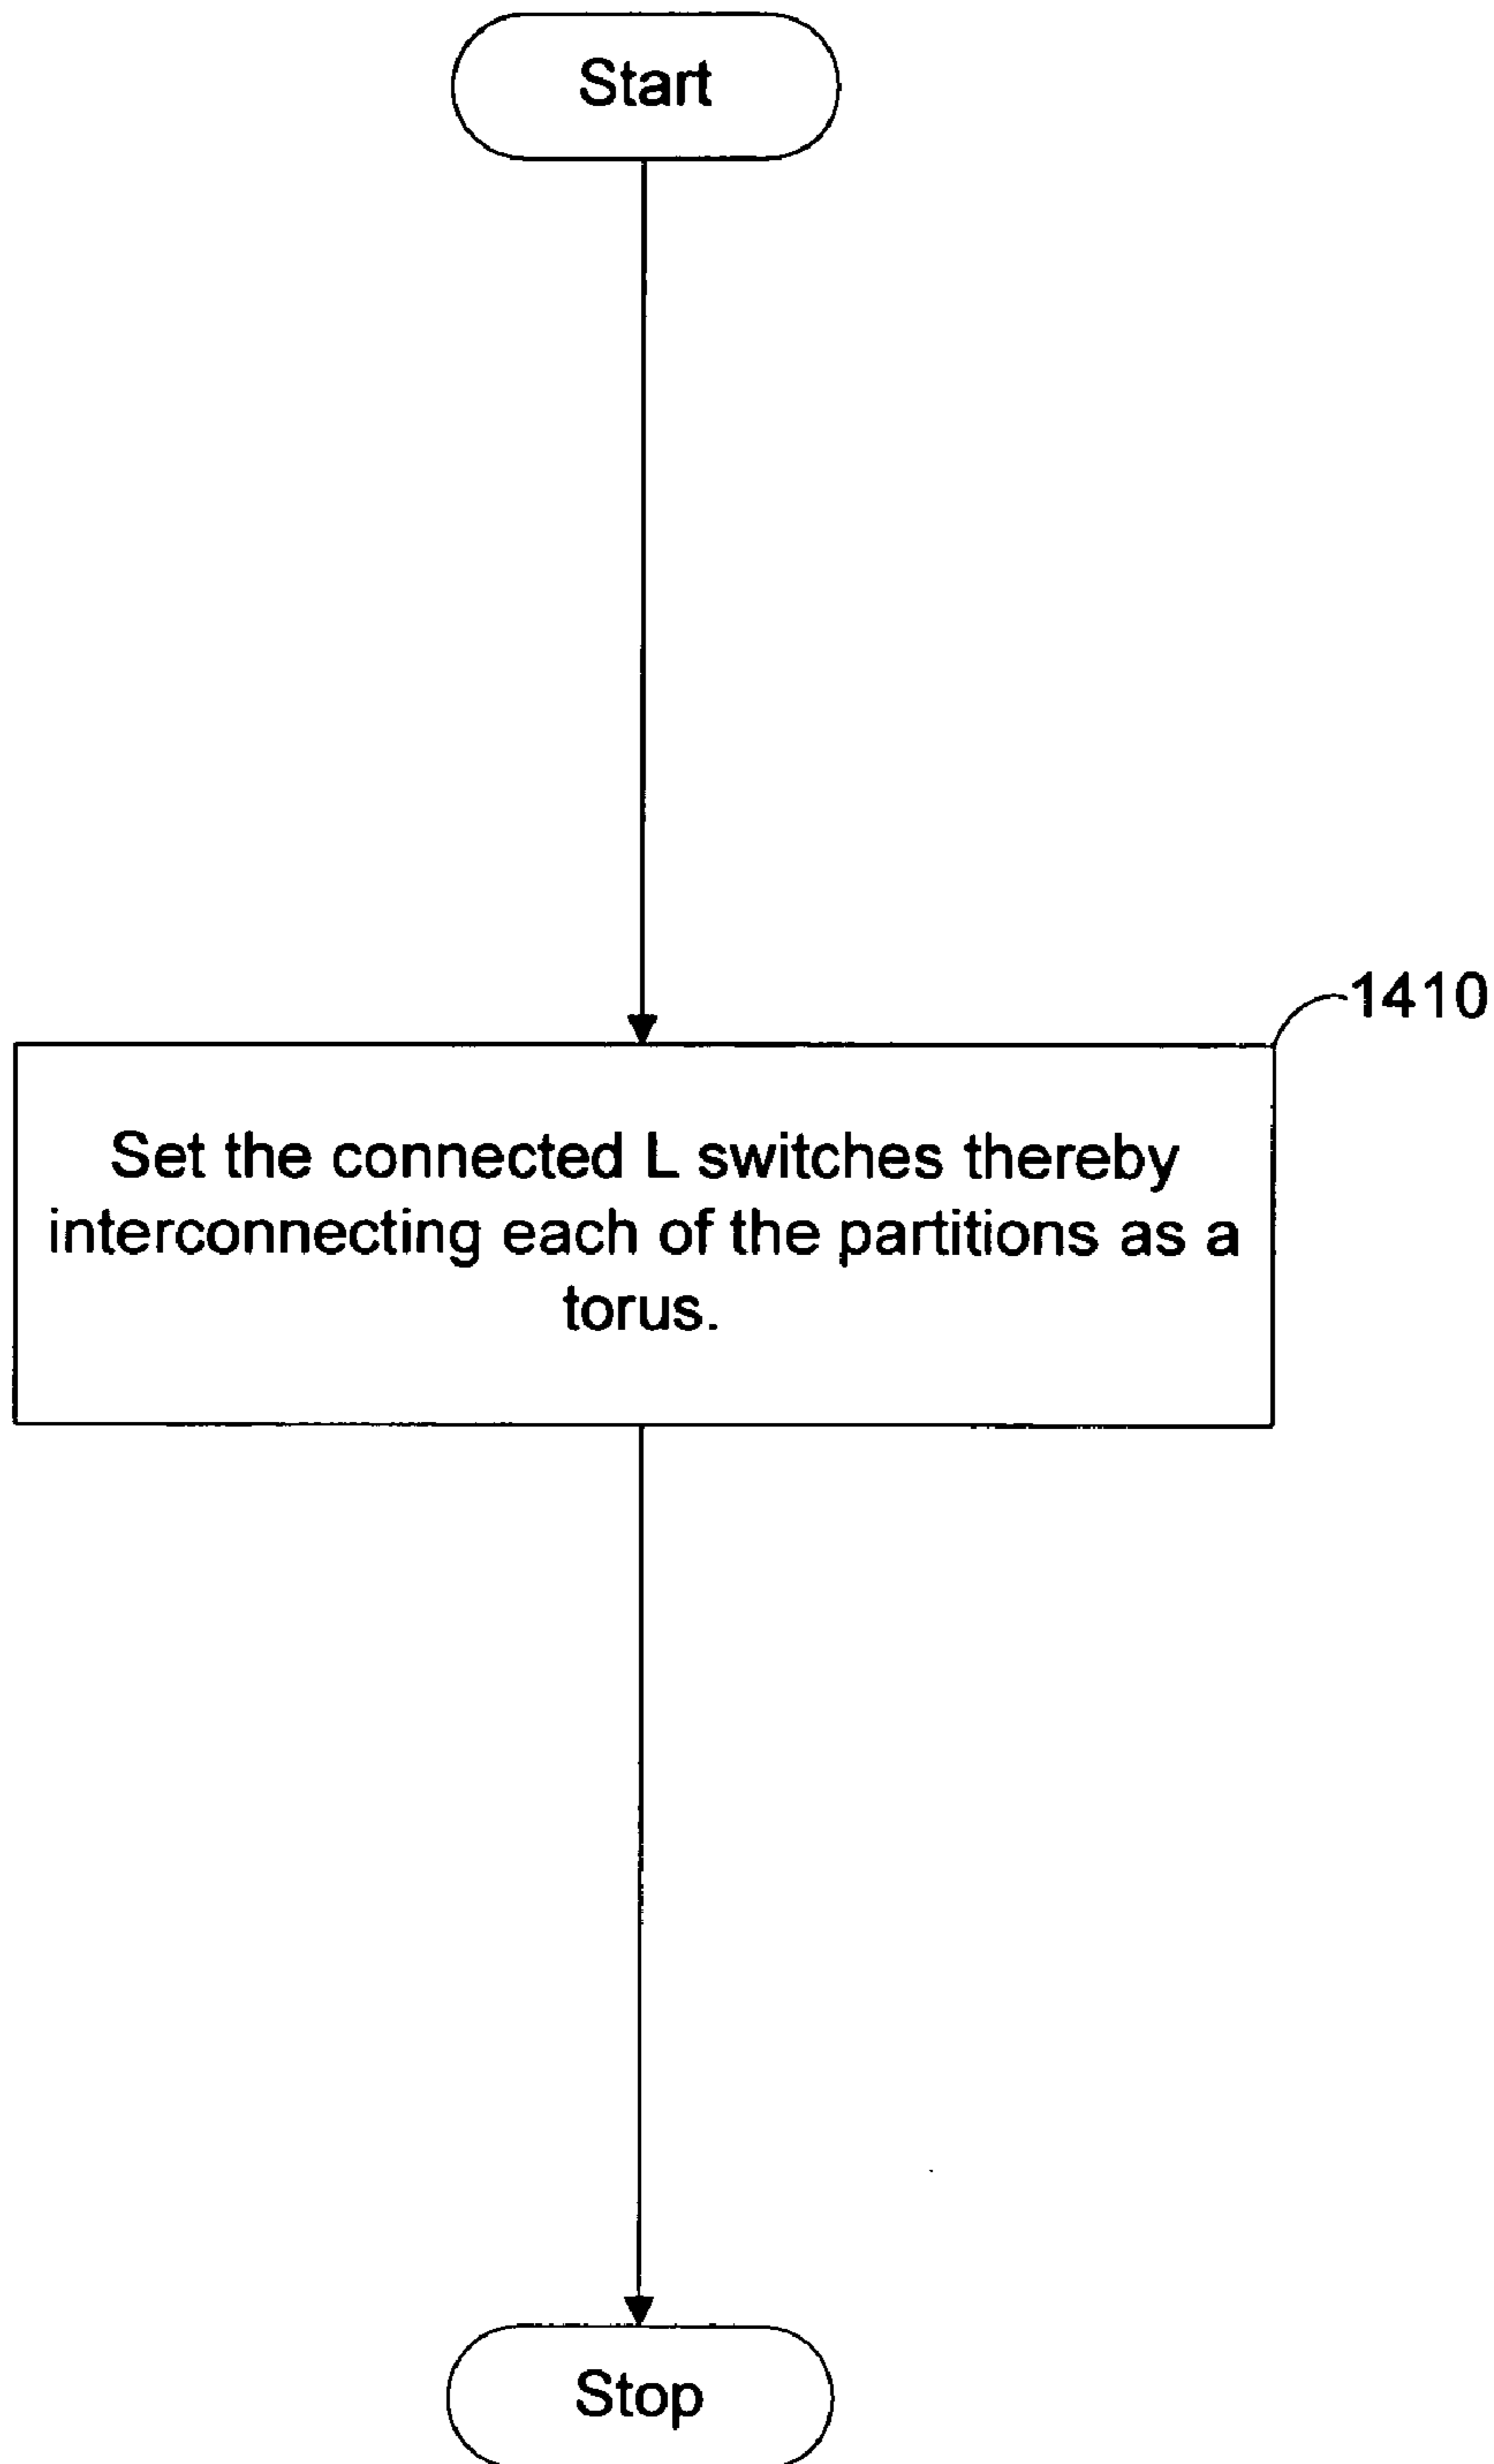 Start
1410
Set the connected L switches thereby
interconnecting each of the partitions as a
torus.
Stop